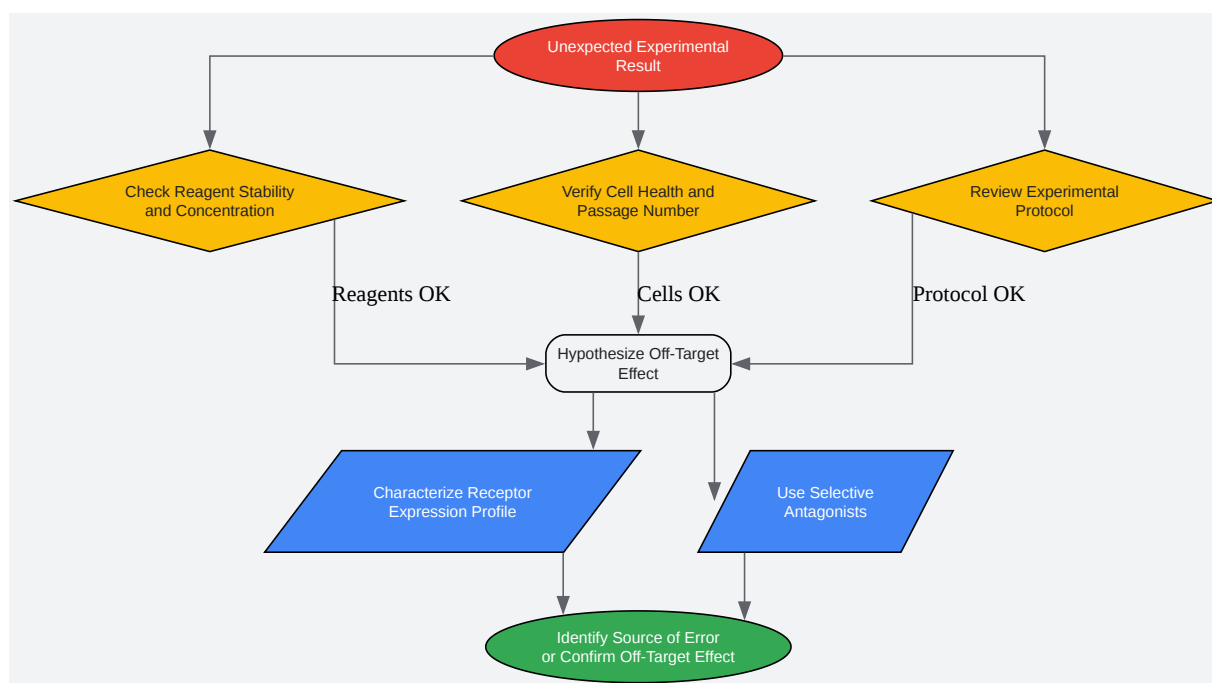 Unexpected Experimental
Result
Check Reagent Stability
and Concentration
Verify Cell Health and
Passage Number
Review Experimental
Protocol
Reagents OK
Cells OK
Protocol OK
Hypothesize Off-Target
Effect
Characterize Receptor
Expression Profile
Use Selective
Antagonists
Identify Source of Error
or Confirm Off-Target Effect